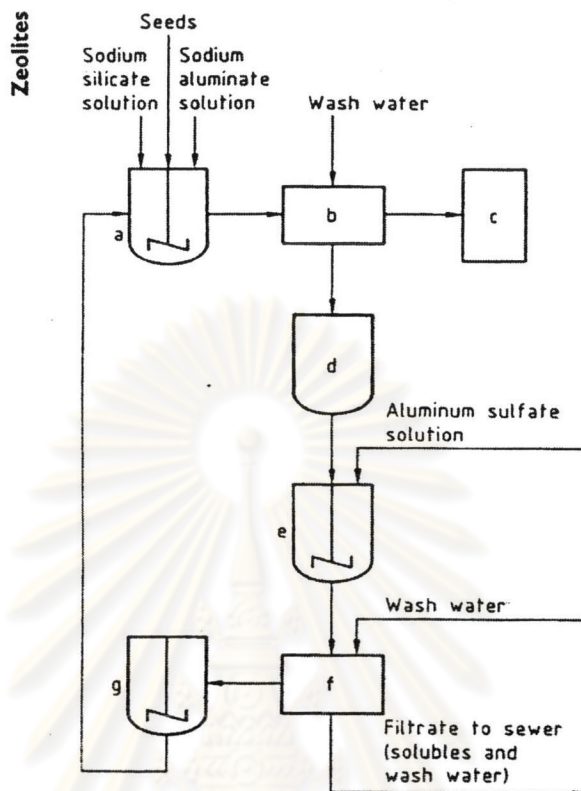 Zeolites
Seeds
Sodium
silicate
solution
Sodium
aluminate
solution
Wash water
a
b
c
d
Aluminum sulfate
solution
e
Wash water
g
f
Filtrate to sewer
(solubles and
wash water)